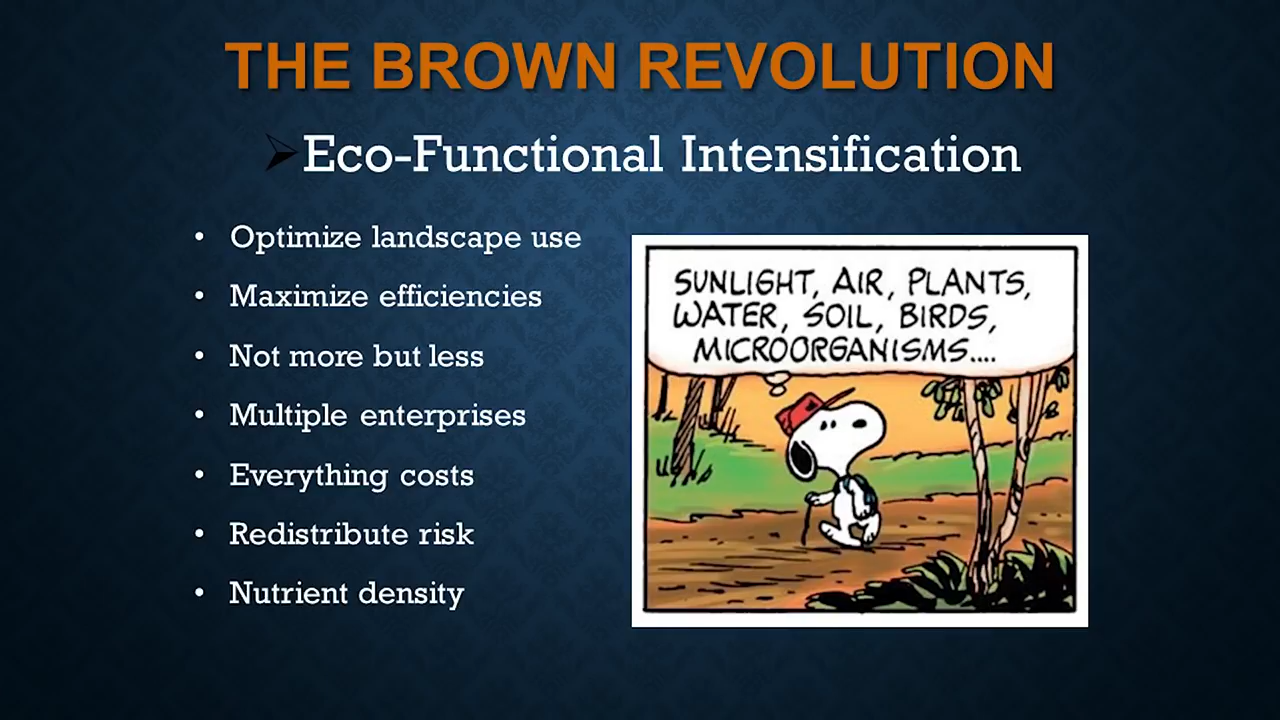 THE BROWN REVOLUTION
Eco-Functional Intensification
• Optimize landscape use
• Maximize efficiencies
• Not more but less
• Multiple enterprises
• Everything costs
• Redistribute risk
• Nutrient density
SUNLIGHT, AIR, PLANTS,
WATER, SOIL, BIRDS,
MICROORGANISMS....